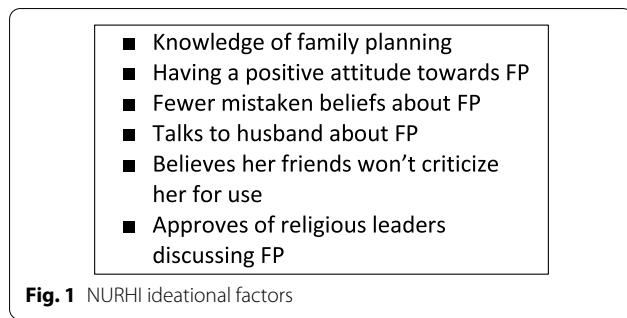 ■ Knowledge of family planning
■ Having a positive attitude towards FP
■ Fewer mistaken beliefs about FP
■ Talks to husband about FP
■ Believes her friends won’t criticize
her for use
■ Approves of religious leaders
discussing FP
Fig. 1 NURHI ideational factors